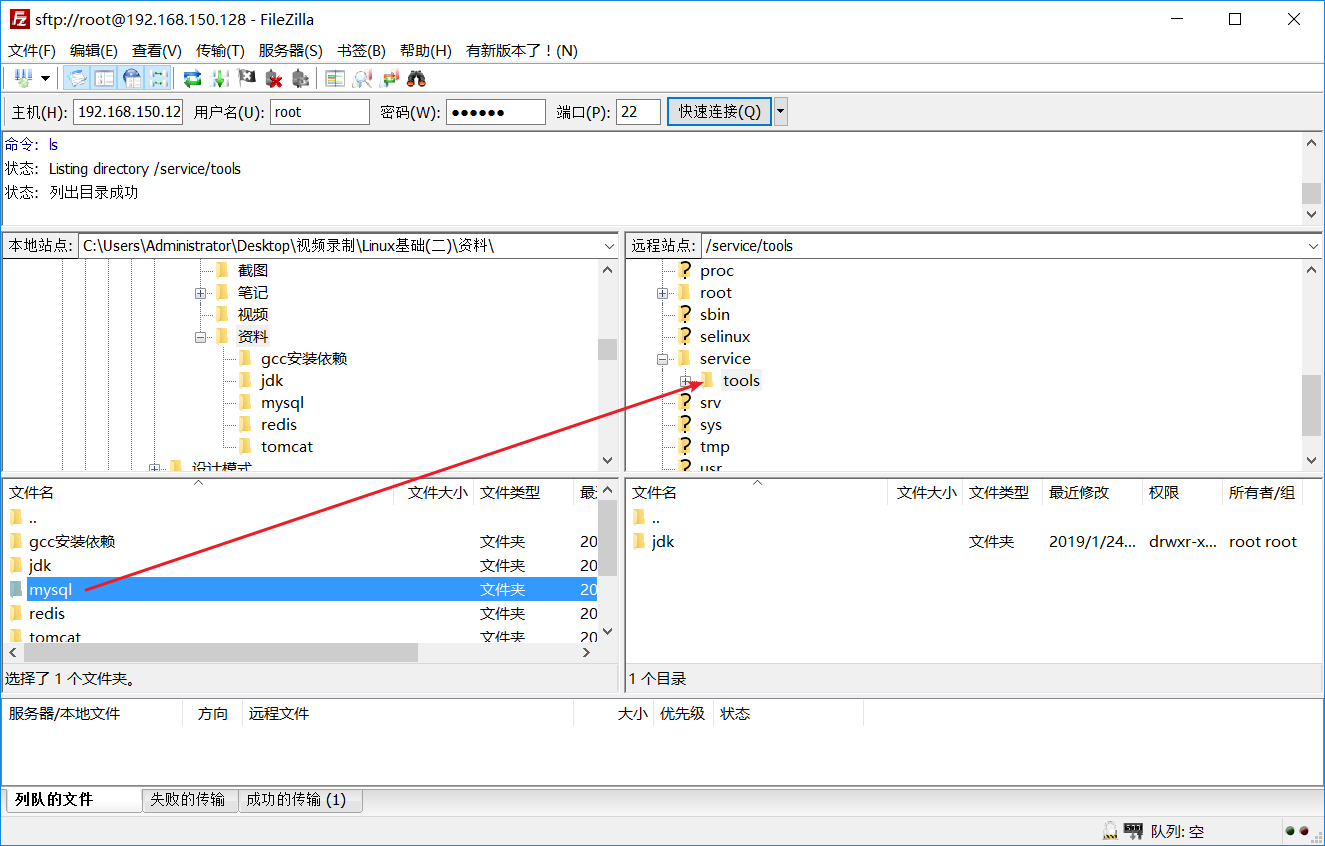 sftp://root@192.168.150.128 - FileZilla
文件(F) 编辑(E) 查看(V) 传输(T) 服务器(S) 书签(B) 帮助(H) 有新版本了！(N)
主机(H): 192.168.150.12 用户名(U): root 密码(W): ●●●●●● 端口(P): 22 快速连接(Q)
命令: ls
状态: Listing directory /service/tools
状态: 列出目录成功
本地站点: C:\Users\Administrator\Desktop\视频录制\Linux基础(二)\资料\
截图
笔记
视频
资料
gcc安装依赖
jdk
mysql
redis
tomcat
设计模式
远程站点: /service/tools
proc
root
sbin
selinux
service
tools
srv
sys
tmp
usr
文件名 文件大小 文件类型 最近
..
gcc安装依赖 文件夹 20
jdk 文件夹 20
mysql 文件夹 20
redis 文件夹 20
tomcat 文件夹 20
选择了 1 个文件夹。
文件名 文件大小 文件类型 最近修改 权限 所有者/组
..
jdk 文件夹 2019/1/24... drwxr-x... root root
1 个目录
服务器/本地文件 方向 远程文件 大小 优先级 状态
列队的文件 失败的传输 成功的传输 (1)
队列: 空